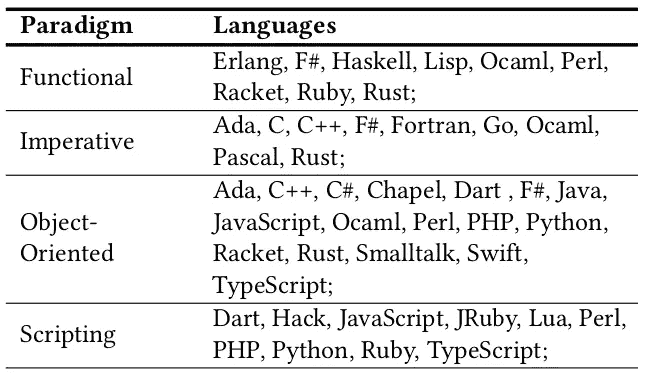 Paradigm Languages
Functional
Erlang, F#, Haskell, Lisp, Ocaml, Perl,
Racket, Ruby, Rust;
Imperative
Ada, C, C++, F#, Fortran, Go, Ocaml,
Pascal, Rust;
Object-
Oriented
Ada, C++, C#, Chapel, Dart , F#, Java,
JavaScript, Ocaml, Perl, PHP, Python,
Racket, Rust, Smalltalk, Swift,
TypeScript;
Scripting
Dart, Hack, JavaScript, JRuby, Lua, Perl,
PHP, Python, Ruby, TypeScript;